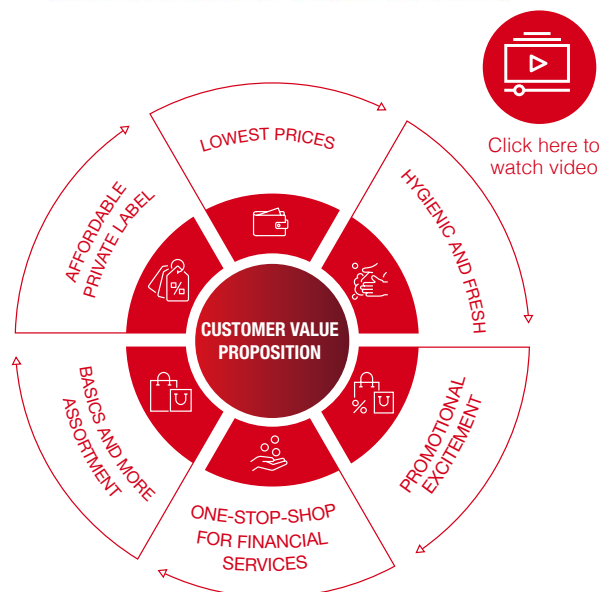 Click here to
watch video
LOWEST PRICES
HYGIENIC AND FRESH
PROMOTIONAL
EXCITEMENT
ONE-STOP-SHOP
FOR FINANCIAL
SERVICES
BASICS AND MORE
ASSORTMENT
AFFORDABLE
PRIVATE LABEL
%
%
CUSTOMER VALUE
PROPOSITION